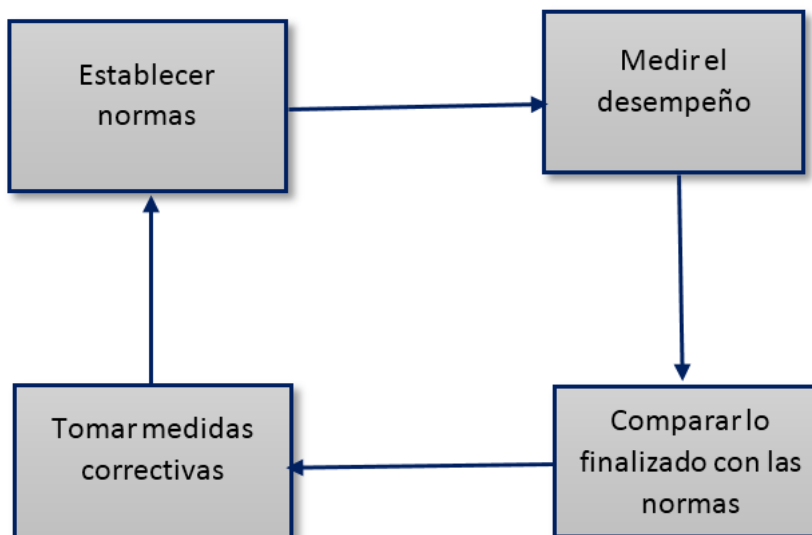 Establecer
normas
Medir el
desempeño
Comparar lo
finalizado con las
normas
Tomar medidas
correctivas